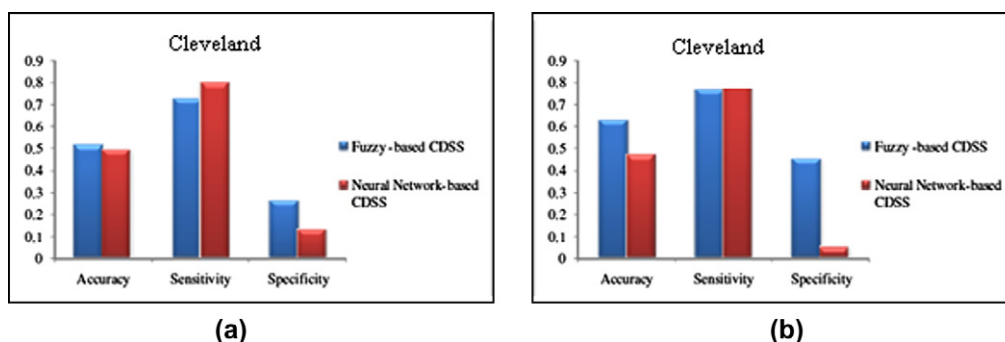 Cleveland
0.9
0.8
0.7
0.6
0.5
0.4
0.3
0.2
0.1
0
Accuracy Sensitivity Specificity
Fuzzy-based CDSS
Neural Network-based
CDSS
(a)
Cleveland
0.9
0.8
0.7
0.6
0.5
0.4
0.3
0.2
0.1
0
Accuracy Sensitivity Specificity
Fuzzy-based CDSS
Neural Network-based
CDSS
(b)